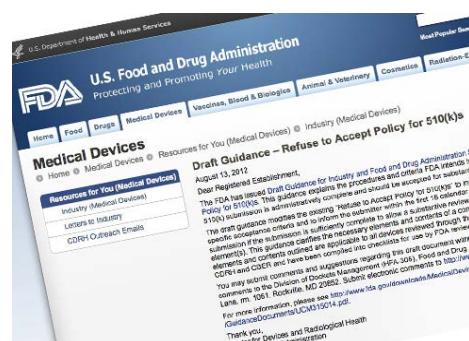 U.S. Department of Health & Human Services
FDA U.S. Food and Drug Administration
Protecting and Promoting Your Health
Most Popular
Home Food Drugs Medical Devices Vaccines, Blood & Biologics Animal & Veterinary Cosmetics Radiation-E
Medical Devices
Home Medical Devices Resources for You (Medical Devices) Industry (Medical Devices)
Resources for You (Medical Devices)
Industry (Medical Devices)
Letters to Industry
CDRH Outreach Emails
Draft Guidance – Refuse to Accept Policy for 510(k)s
August 13, 2012
Dear Registered Establishment,
The FDA has issued Draft Guidance for Industry and Food and Drug Administration
Policy for 510(k)s. This guidance explains the procedures and criteria FDA intends
510(k) submission is administratively complete and should be accepted for substan
The draft guidance modifies the existing "Refuse to Accept Policy for 510(k)s" by
specific acceptance criteria and to inform the submitter within the first 15 calendar
submission if the submission is sufficiently complete to allow a substantive review
element(s). This guidance clarifies the necessary elements and contents of a com
elements and contents outlined are applicable to all devices reviewed through th
CDRH and CBER and have been compiled into checklists for use by FDA review
You may submit comments and suggestions regarding this draft document within
comments to the Division of Dockets Management (HFA-305), Food and Drug
Lane, rm. 1061, Rockville, MD 20852. Submit electronic comments to http://ww
For more information, please see http://www.fda.gov/downloads/MedicalDevic
/GuidanceDocuments/UCM315014.pdf.
Thank you,
for Devices and Radiological Health